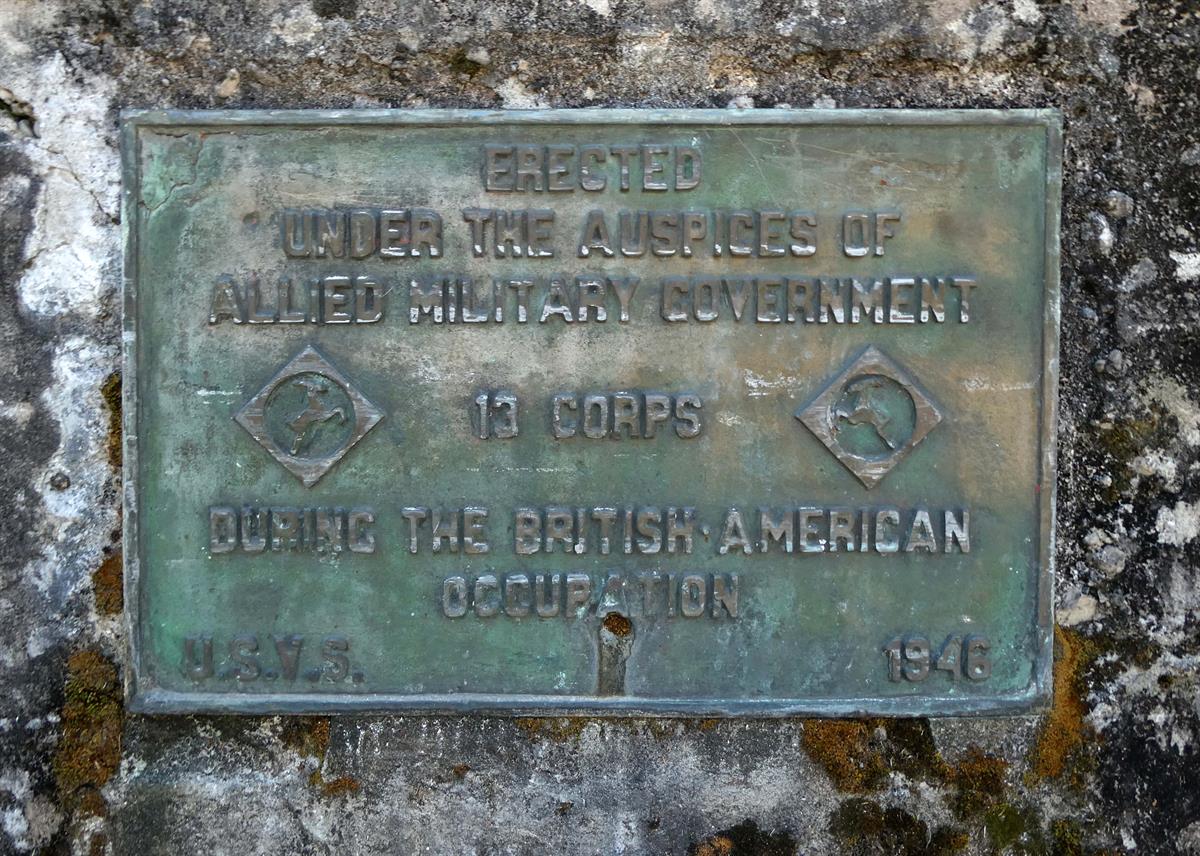 ERECTED
UNDER THE AUSPICES OF
ALLIED MILITARY GOVERNMENT
13 CORPS
DURING THE BRITISH·AMERICAN
OCCUPATION
U.S.V.S. 1946